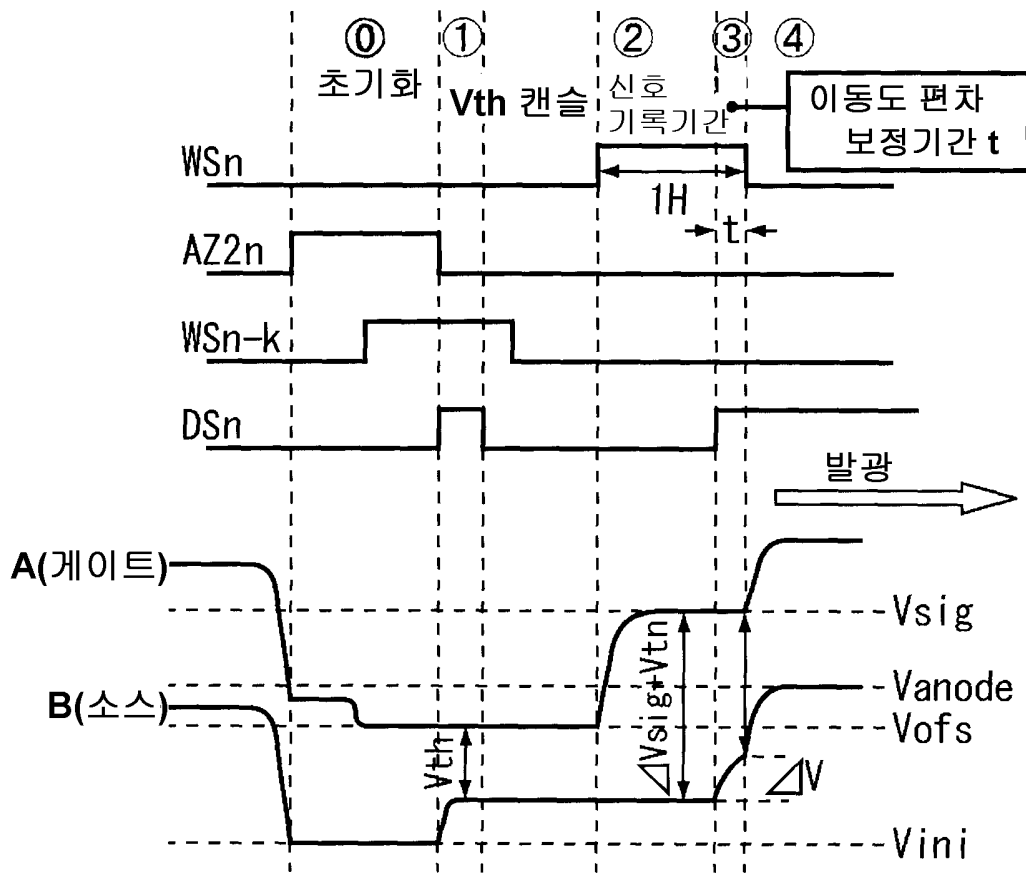 ⓪ ① ② ③ ④
초기화
Vth 캔슬
신호
기록기간
이동도 편차
보정기간 t
WSn
1H
t
AZ2n
WSn-k
DSn
발광
A(게이트)
Vsig
B(소스)
Vanode
Vofs
Vth
⊿Vsig+Vtn
⊿V
Vini